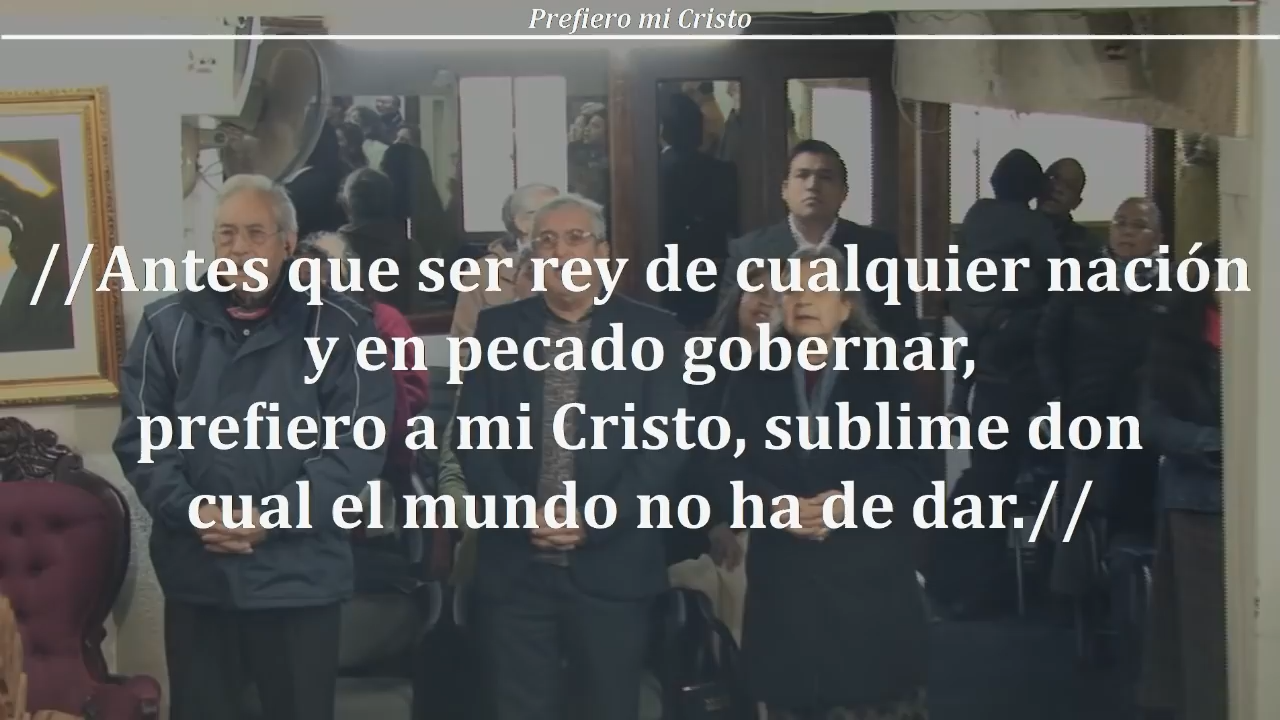 Prefiero mi Cristo
//Antes que ser rey de cualquier nación
y en pecado gobernar,
prefiero a mi Cristo, sublime don
cual el mundo no ha de dar.//